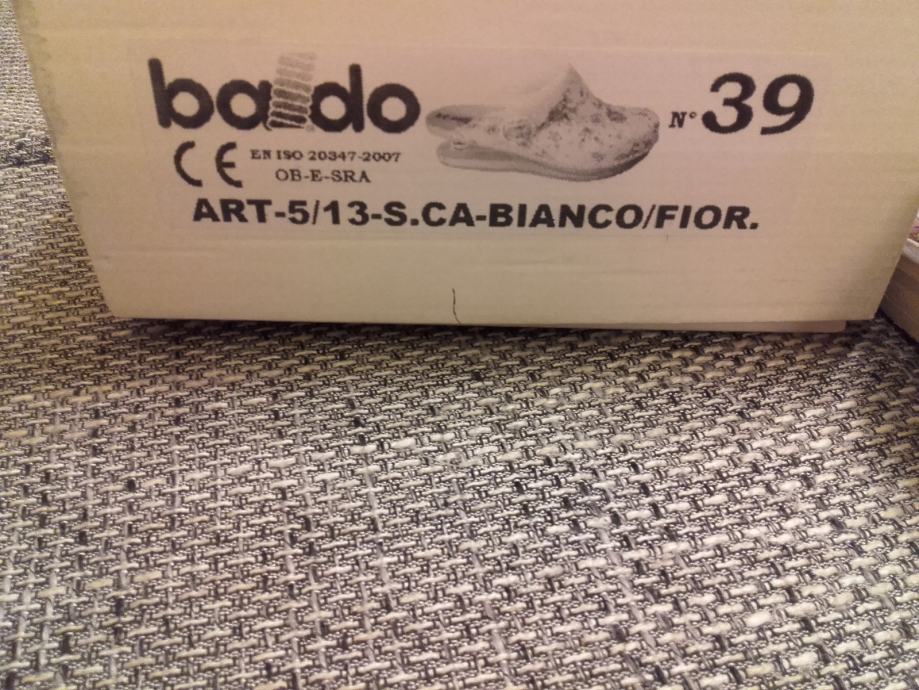 baldo
N° 39
CE EN ISO 20347-2007
OB-E-SRA
ART-5/13-S.CA-BIANCO/FIOR.